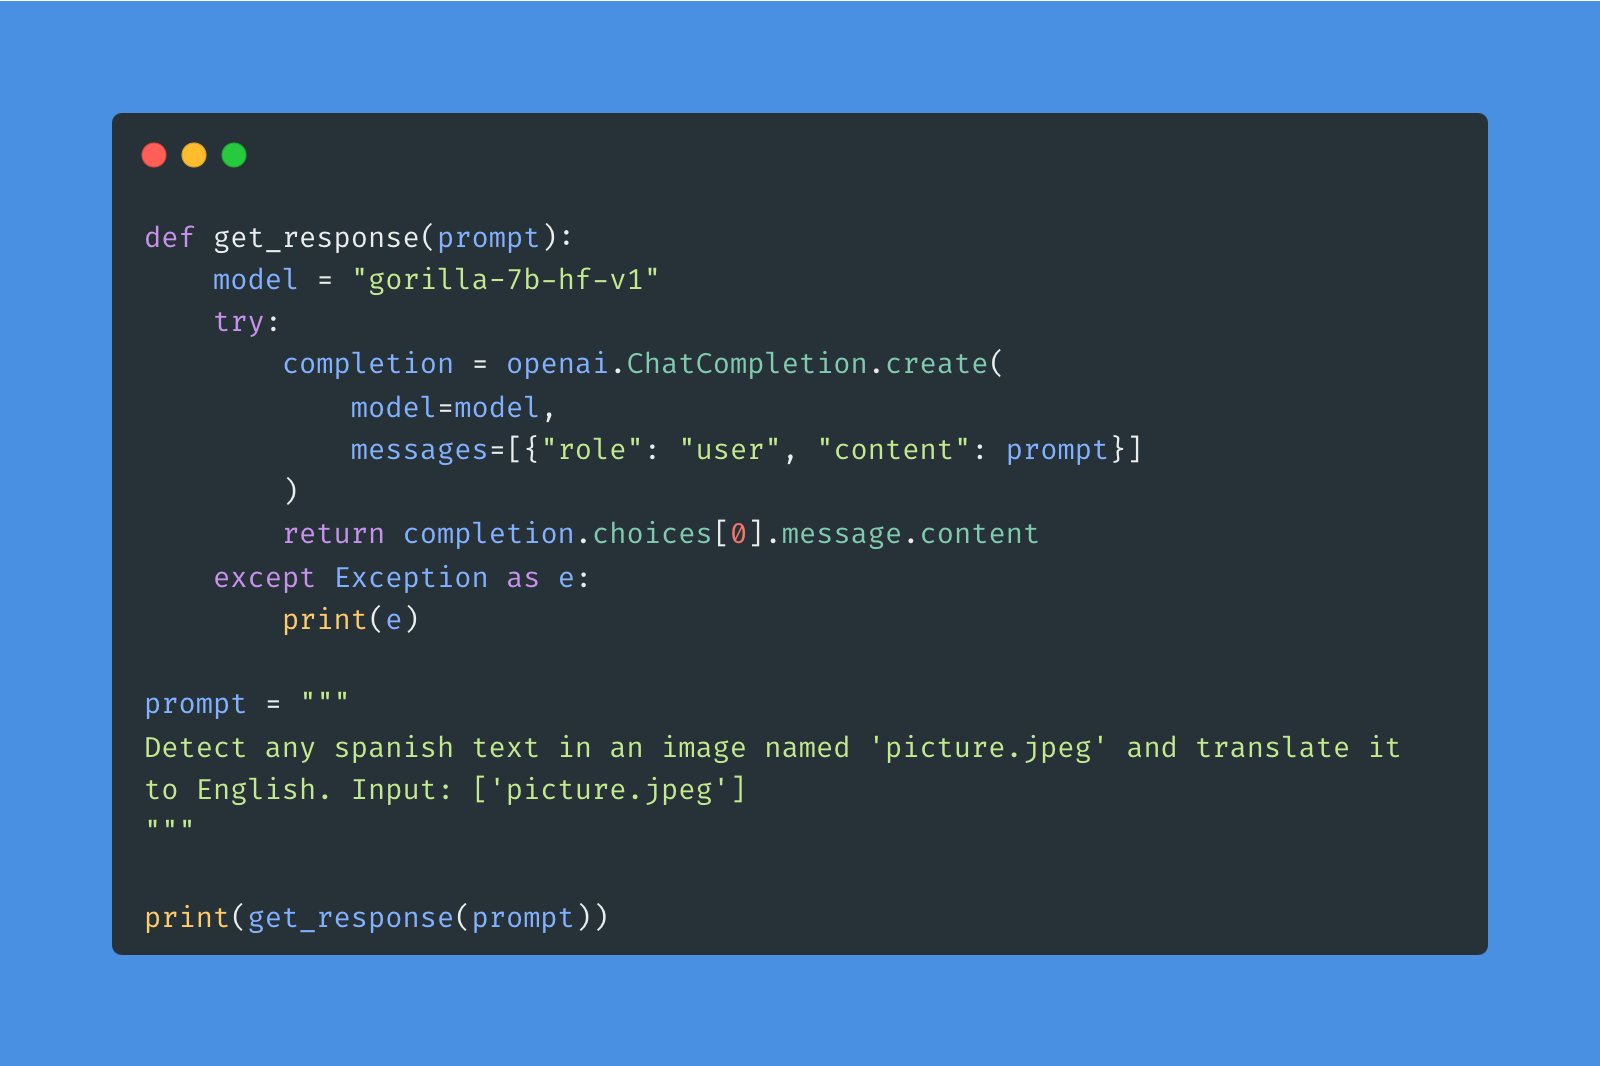 def get_response(prompt):
    model = "gorilla-7b-hf-v1"
    try:
        completion = openai.ChatCompletion.create(
            model=model,
            messages=[{"role": "user", "content": prompt}]
        )
        return completion.choices[0].message.content
    except Exception as e:
        print(e)

prompt = """
Detect any spanish text in an image named 'picture.jpeg' and translate it
to English. Input: ['picture.jpeg']
"""

print(get_response(prompt))